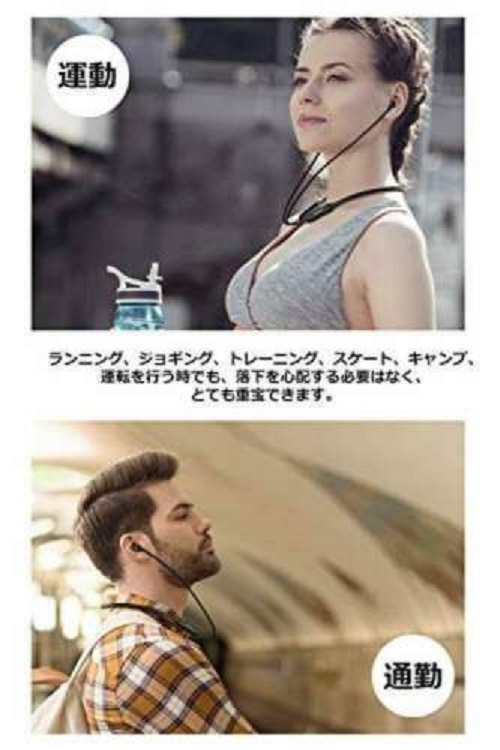 運動
ランニング、ジョギング、トレーニング、スケート、キャンプ、
運転を行う時でも、落下を心配する必要はなく、
とても重宝できます。
通勤